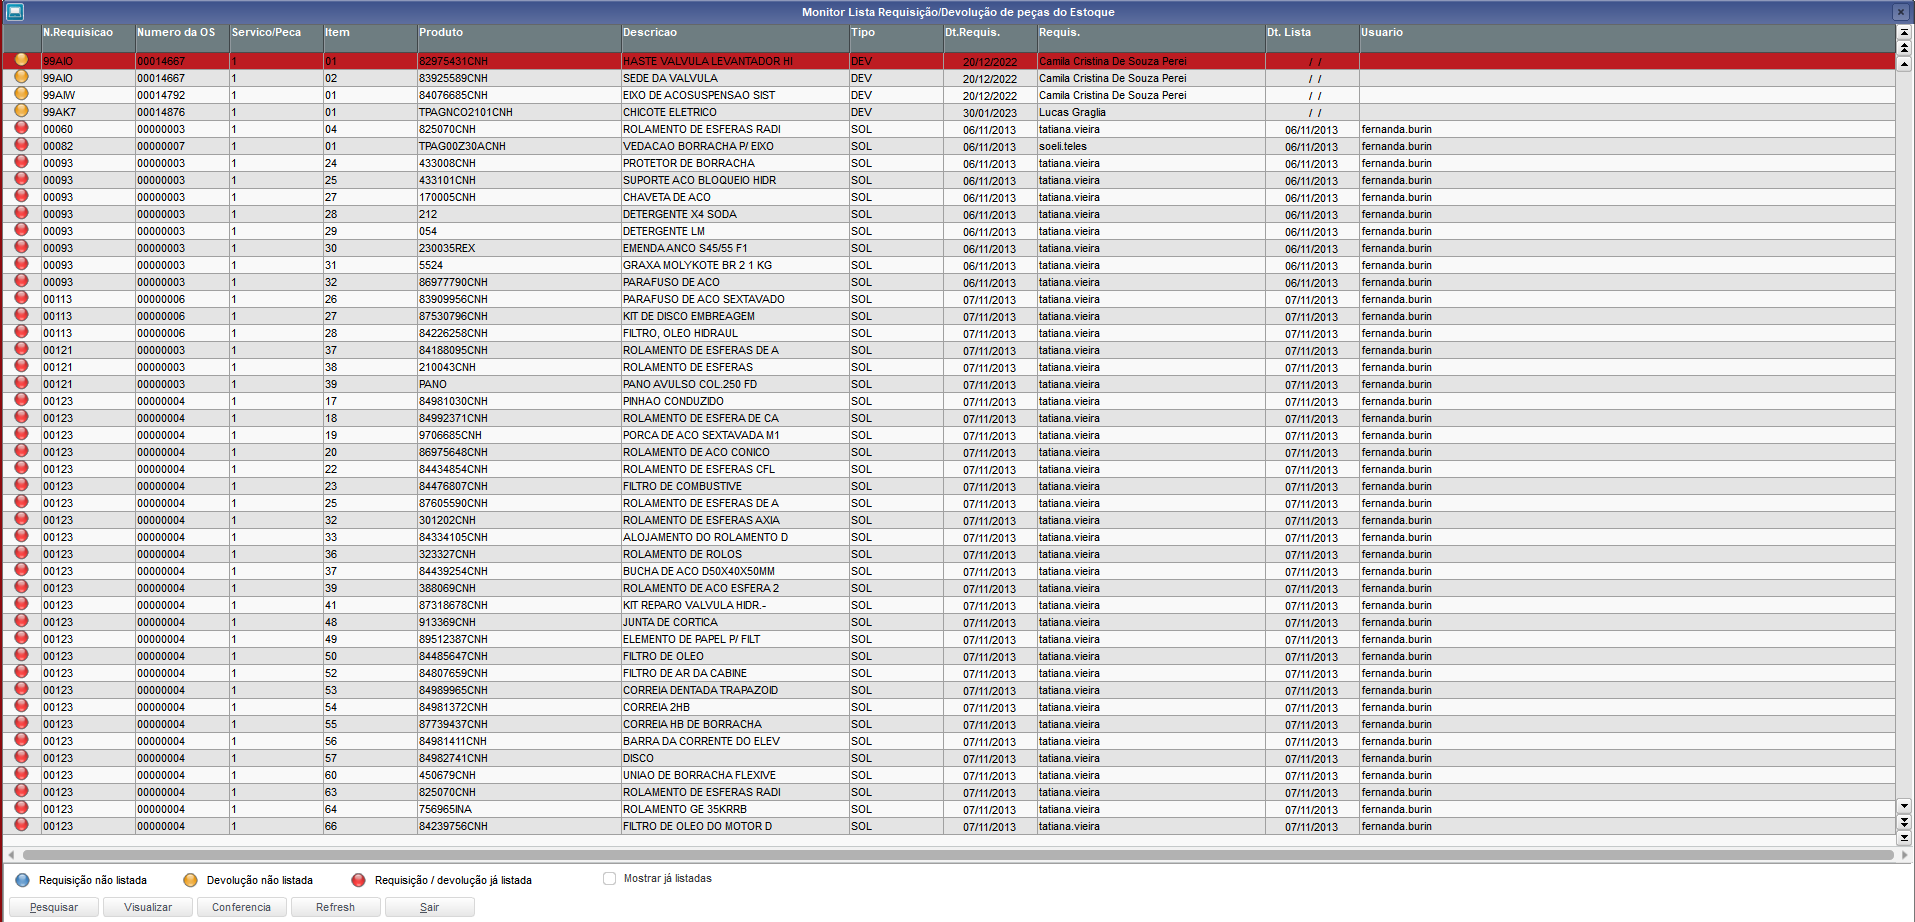 Monitor Lista Requisição/Devolução de peças do Estoque
N.Requisicao Numero da OS Servico/Peca Item Produto Descricao Tipo Dt.Requis. Requis. Dt. Lista Usuario
99AIO 00014667 1 01 82975431CNH HASTE VALVULA LEVANTADOR HI DEV 20/12/2022 Camila Cristina De Souza Perei / /
99AIO 00014667 1 02 83925589CNH SEDE DA VALVULA DEV 20/12/2022 Camila Cristina De Souza Perei / /
99AIW 00014792 1 01 84076685CNH EIXO DE ACOSUSPENSAO SIST DEV 20/12/2022 Camila Cristina De Souza Perei / /
99AK7 00014876 1 01 TPAGNCO2101CNH CHICOTE ELETRICO DEV 30/01/2023 Lucas Graglia / /
00060 00000003 1 04 825070CNH ROLAMENTO DE ESFERAS RADI SOL 06/11/2013 tatiana.vieira 06/11/2013 fernanda.burin
00082 00000007 1 01 TPAG00Z30ACNH VEDACAO BORRACHA P/ EIXO SOL 06/11/2013 soeli.teles 06/11/2013 fernanda.burin
00093 00000003 1 24 433008CNH PROTETOR DE BORRACHA SOL 06/11/2013 tatiana.vieira 06/11/2013 fernanda.burin
00093 00000003 1 25 433101CNH SUPORTE ACO BLOQUEIO HIDR SOL 06/11/2013 tatiana.vieira 06/11/2013 fernanda.burin
00093 00000003 1 27 170005CNH CHAVETA DE ACO SOL 06/11/2013 tatiana.vieira 06/11/2013 fernanda.burin
00093 00000003 1 28 212 DETERGENTE X4 SODA SOL 06/11/2013 tatiana.vieira 06/11/2013 fernanda.burin
00093 00000003 1 29 054 DETERGENTE LM SOL 06/11/2013 tatiana.vieira 06/11/2013 fernanda.burin
00093 00000003 1 30 230035REX EMENDA ANCO S45/55 F1 SOL 06/11/2013 tatiana.vieira 06/11/2013 fernanda.burin
00093 00000003 1 31 5524 GRAXA MOLYKOTE BR 2 1 KG SOL 06/11/2013 tatiana.vieira 06/11/2013 fernanda.burin
00093 00000003 1 32 86977790CNH PARAFUSO DE ACO SOL 06/11/2013 tatiana.vieira 06/11/2013 fernanda.burin
00113 00000006 1 26 83909956CNH PARAFUSO DE ACO SEXTAVADO SOL 07/11/2013 tatiana.vieira 07/11/2013 fernanda.burin
00113 00000006 1 27 87530796CNH KIT DE DISCO EMBREAGEM SOL 07/11/2013 tatiana.vieira 07/11/2013 fernanda.burin
00113 00000006 1 28 84226258CNH FILTRO, OLEO HIDRAUL SOL 07/11/2013 tatiana.vieira 07/11/2013 fernanda.burin
00121 00000003 1 37 84188095CNH ROLAMENTO DE ESFERAS DE A SOL 07/11/2013 tatiana.vieira 07/11/2013 fernanda.burin
00121 00000003 1 38 210043CNH ROLAMENTO DE ESFERAS SOL 07/11/2013 tatiana.vieira 07/11/2013 fernanda.burin
00121 00000003 1 39 PANO PANO AVULSO COL.250 FD SOL 07/11/2013 tatiana.vieira 07/11/2013 fernanda.burin
00123 00000004 1 17 84981030CNH PINHAO CONDUZIDO SOL 07/11/2013 tatiana.vieira 07/11/2013 fernanda.burin
00123 00000004 1 18 84992371CNH ROLAMENTO DE ESFERA DE CA SOL 07/11/2013 tatiana.vieira 07/11/2013 fernanda.burin
00123 00000004 1 19 9706685CNH PORCA DE ACO SEXTAVADA M1 SOL 07/11/2013 tatiana.vieira 07/11/2013 fernanda.burin
00123 00000004 1 20 86975648CNH ROLAMENTO DE ACO CONICO SOL 07/11/2013 tatiana.vieira 07/11/2013 fernanda.burin
00123 00000004 1 22 84434854CNH ROLAMENTO DE ESFERAS CFL SOL 07/11/2013 tatiana.vieira 07/11/2013 fernanda.burin
00123 00000004 1 23 84476807CNH FILTRO DE COMBUSTIVE SOL 07/11/2013 tatiana.vieira 07/11/2013 fernanda.burin
00123 00000004 1 25 87605590CNH ROLAMENTO DE ESFERAS DE A SOL 07/11/2013 tatiana.vieira 07/11/2013 fernanda.burin
00123 00000004 1 32 301202CNH ROLAMENTO DE ESFERAS AXIA SOL 07/11/2013 tatiana.vieira 07/11/2013 fernanda.burin
00123 00000004 1 33 84334105CNH ALOJAMENTO DO ROLAMENTO D SOL 07/11/2013 tatiana.vieira 07/11/2013 fernanda.burin
00123 00000004 1 36 323327CNH ROLAMENTO DE ROLOS SOL 07/11/2013 tatiana.vieira 07/11/2013 fernanda.burin
00123 00000004 1 37 84439254CNH BUCHA DE ACO D50X40X50MM SOL 07/11/2013 tatiana.vieira 07/11/2013 fernanda.burin
00123 00000004 1 39 388069CNH ROLAMENTO DE ACO ESFERA 2 SOL 07/11/2013 tatiana.vieira 07/11/2013 fernanda.burin
00123 00000004 1 41 87318678CNH KIT REPARO VALVULA HIDR.- SOL 07/11/2013 tatiana.vieira 07/11/2013 fernanda.burin
00123 00000004 1 48 913369CNH JUNTA DE CORTICA SOL 07/11/2013 tatiana.vieira 07/11/2013 fernanda.burin
00123 00000004 1 49 89512387CNH ELEMENTO DE PAPEL P/ FILT SOL 07/11/2013 tatiana.vieira 07/11/2013 fernanda.burin
00123 00000004 1 50 84485647CNH FILTRO DE OLEO SOL 07/11/2013 tatiana.vieira 07/11/2013 fernanda.burin
00123 00000004 1 52 84807659CNH FILTRO DE AR DA CABINE SOL 07/11/2013 tatiana.vieira 07/11/2013 fernanda.burin
00123 00000004 1 53 84989965CNH CORREIA DENTADA TRAPAZOID SOL 07/11/2013 tatiana.vieira 07/11/2013 fernanda.burin
00123 00000004 1 54 84981372CNH CORREIA 2HB SOL 07/11/2013 tatiana.vieira 07/11/2013 fernanda.burin
00123 00000004 1 55 87739437CNH CORREIA HB DE BORRACHA SOL 07/11/2013 tatiana.vieira 07/11/2013 fernanda.burin
00123 00000004 1 56 84981411CNH BARRA DA CORRENTE DO ELEV SOL 07/11/2013 tatiana.vieira 07/11/2013 fernanda.burin
00123 00000004 1 57 84982741CNH DISCO SOL 07/11/2013 tatiana.vieira 07/11/2013 fernanda.burin
00123 00000004 1 60 450679CNH UNIAO DE BORRACHA FLEXIVE SOL 07/11/2013 tatiana.vieira 07/11/2013 fernanda.burin
00123 00000004 1 63 825070CNH ROLAMENTO DE ESFERAS RADI SOL 07/11/2013 tatiana.vieira 07/11/2013 fernanda.burin
00123 00000004 1 64 756965INA ROLAMENTO GE 35KRRB SOL 07/11/2013 tatiana.vieira 07/11/2013 fernanda.burin
00123 00000004 1 66 84239756CNH FILTRO DE OLEO DO MOTOR D SOL 07/11/2013 tatiana.vieira 07/11/2013 fernanda.burin
Requisição não listada Devolução não listada Requisição / devolução já listada Mostrar já listadas
Pesquisar Visualizar Conferencia Refresh Sair